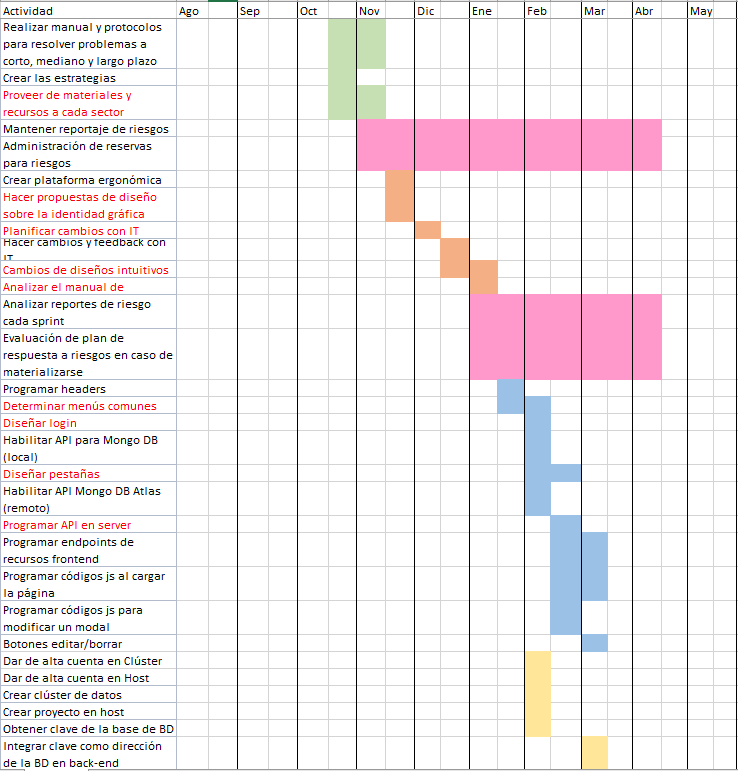 Actividad Ago Sep Oct Nov Dic Ene Feb Mar Abr May
Realizar manual y protocolos
para resolver problemas a
corto, mediano y largo plazo
Crear las estrategias
Proveer de materiales y
recursos a cada sector
Mantener reportaje de riesgos
Administración de reservas
para riesgos
Crear plataforma ergonómica
Hacer propuestas de diseño
sobre la identidad gráfica
Planificar cambios con IT
Hacer cambios y feedback con
IT
Cambios de diseños intuitivos
Analizar el manual de
Analizar reportes de riesgo
cada sprint
Evaluación de plan de
respuesta a riesgos en caso de
materializarse
Programar headers
Determinar menús comunes
Diseñar login
Habilitar API para Mongo DB
(local)
Diseñar pestañas
Habilitar API Mongo DB Atlas
(remoto)
Programar API en server
Programar endpoints de
recursos frontend
Programar códigos js al cargar
la página
Programar códigos js para
modificar un modal
Botones editar/borrar
Dar de alta cuenta en Clúster
Dar de alta cuenta en Host
Crear clúster de datos
Crear proyecto en host
Obtener clave de la base de BD
Integrar clave como dirección
de la BD en back-end